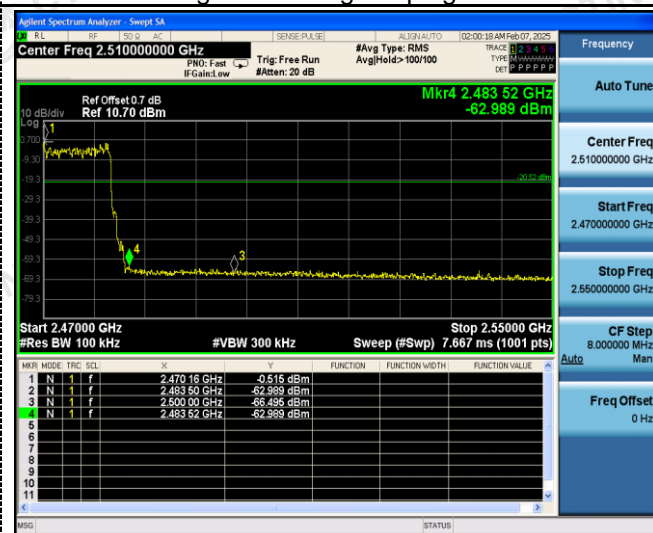 Agilent Spectrum Analyzer - Swept SA
RL RF 50 Ω AC SENSE:PULSE ALIGNAUTO 02:00:18 AM Feb 07, 2025
Center Freq 2.510000000 GHz #Avg Type: RMS TRACE 1 2 3 4 5 6
PNO: Fast Trig: Free Run Avg|Hold:>100/100 TYPE M
IFGain:Low #Atten: 20 dB DET P P P P P P
Mkr4 2.483 52 GHz
Ref Offset 0.7 dB
10 dB/div Ref 10.70 dBm -62.989 dBm
Log
1
0.700
-9.30
-19.3 -20.52 dBm
-29.3
-39.3
-49.3
4 3
-59.3
-69.3
-79.3
Start 2.47000 GHz Stop 2.55000 GHz
#Res BW 100 kHz #VBW 300 kHz Sweep (#Swp) 7.667 ms (1001 pts)
MKR MODE TRC SCL X Y FUNCTION FUNCTION WIDTH FUNCTION VALUE
1 N 1 f 2.470 16 GHz -0.515 dBm
2 N 1 f 2.483 50 GHz -62.989 dBm
3 N 1 f 2.500 00 GHz -66.495 dBm
4 N 1 f 2.483 52 GHz -62.989 dBm
5
6
7
8
9
10
11
MSG STATUS
Frequency
Auto Tune
Center Freq
2.510000000 GHz
Start Freq
2.470000000 GHz
Stop Freq
2.550000000 GHz
CF Step
8.000000 MHz
Auto Man
Freq Offset
0 Hz